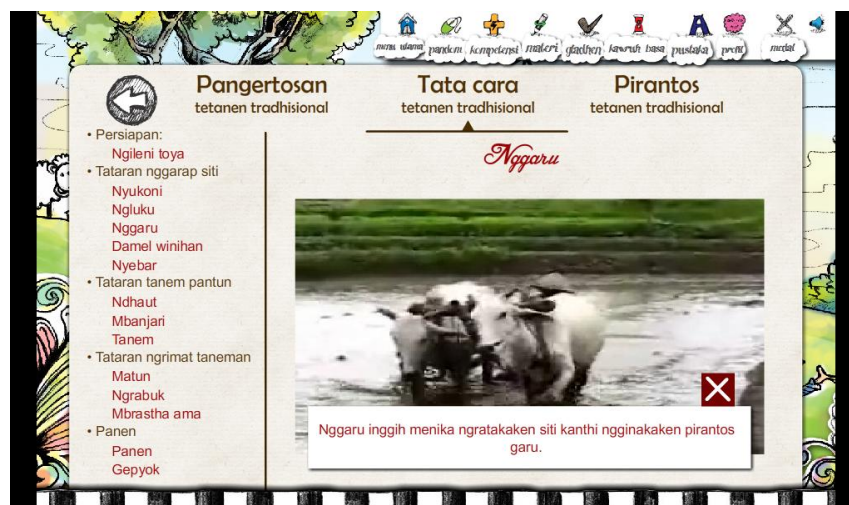 menu utama pandom kompetensi materi gladhen kawruh basa pustaka profil medal
Pangertosan
tetanen tradhisional
Tata cara
tetanen tradhisional
Pirantos
tetanen tradhisional
• Persiapan:
Ngileni toya
• Tataran nggarap siti
Nyukoni
Ngluku
Nggaru
Damel winihan
Nyebar
• Tataran tanem pantun
Ndhaut
Mbanjari
Tanem
• Tataran ngrimat taneman
Matun
Ngrabuk
Mbrastha ama
• Panen
Panen
Gepyok
Nggaru
Nggaru inggih menika ngratakaken siti kanthi ngginakaken pirantos
garu.